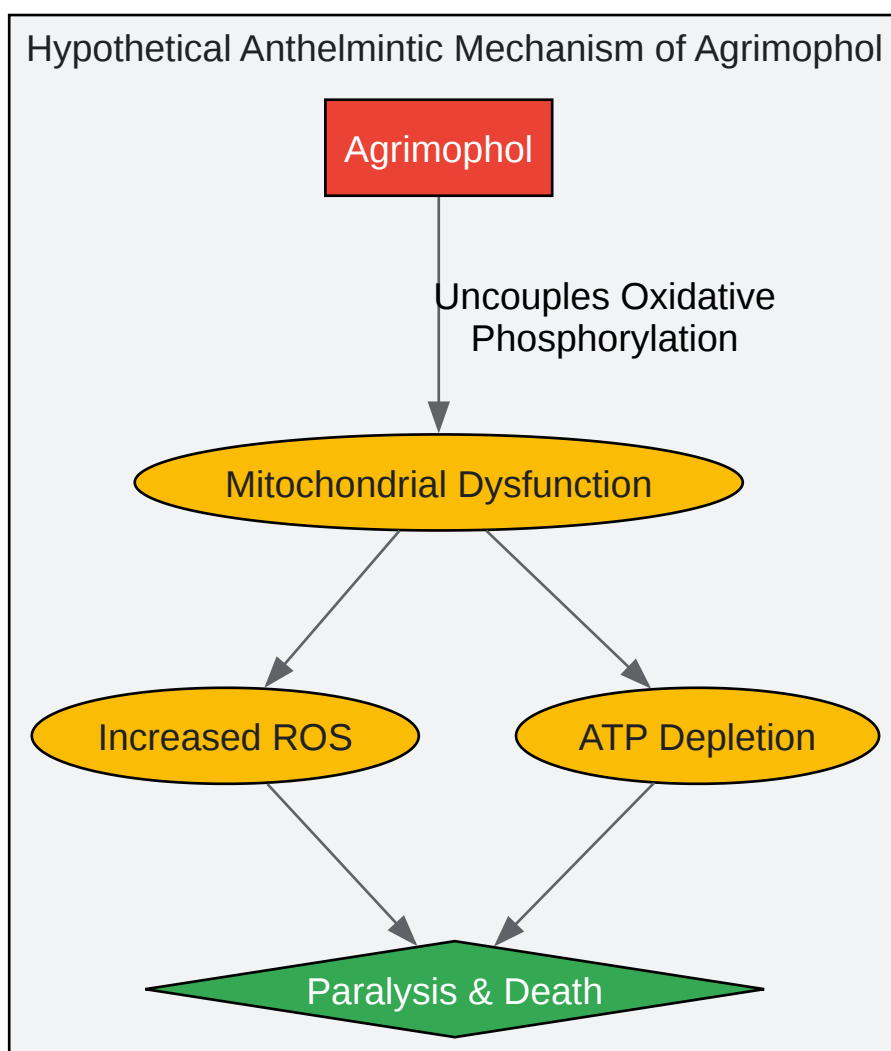 Hypothetical Anthelmintic Mechanism of Agrimophol
Agrimophol
Uncouples Oxidative
Phosphorylation
Mitochondrial Dysfunction
Increased ROS
ATP Depletion
Paralysis & Death